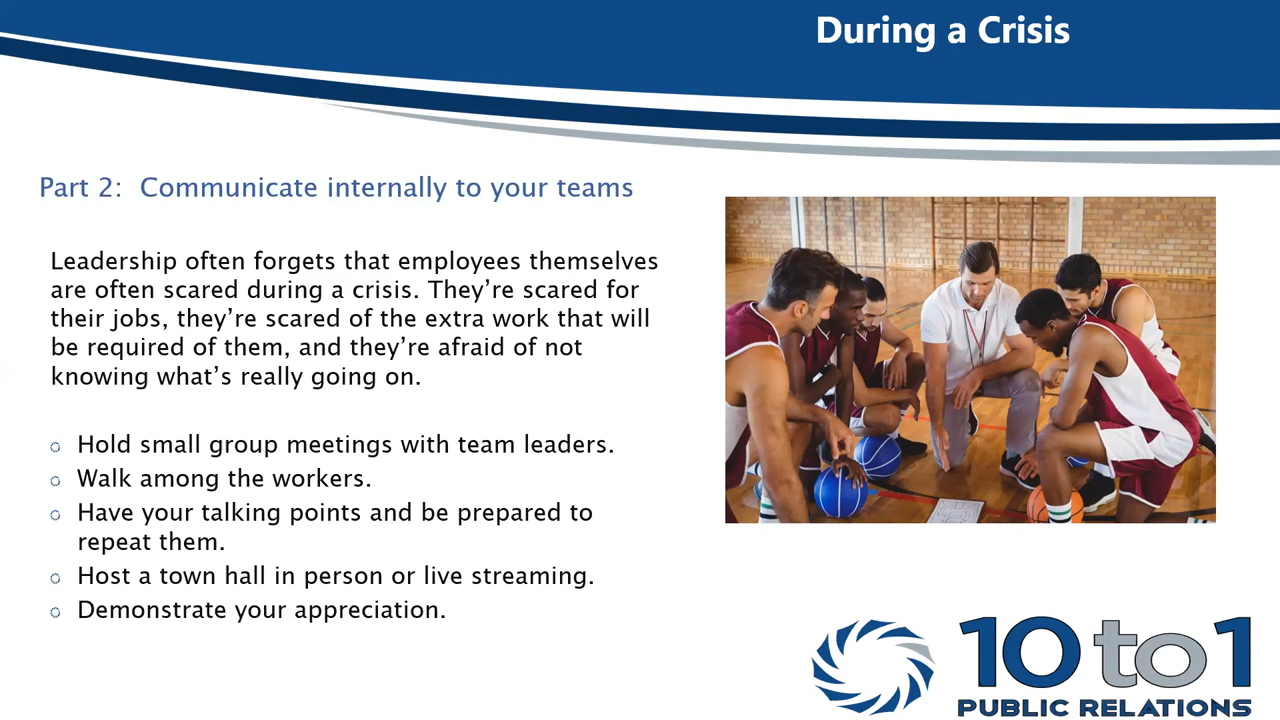 During a Crisis
Part 2:  Communicate internally to your teams
Leadership often forgets that employees themselves
are often scared during a crisis. They’re scared for
their jobs, they’re scared of the extra work that will
be required of them, and they’re afraid of not
knowing what’s really going on.
Hold small group meetings with team leaders.
Walk among the workers.
Have your talking points and be prepared to
repeat them.
Host a town hall in person or live streaming.
Demonstrate your appreciation.
10to1
PUBLIC RELATIONS